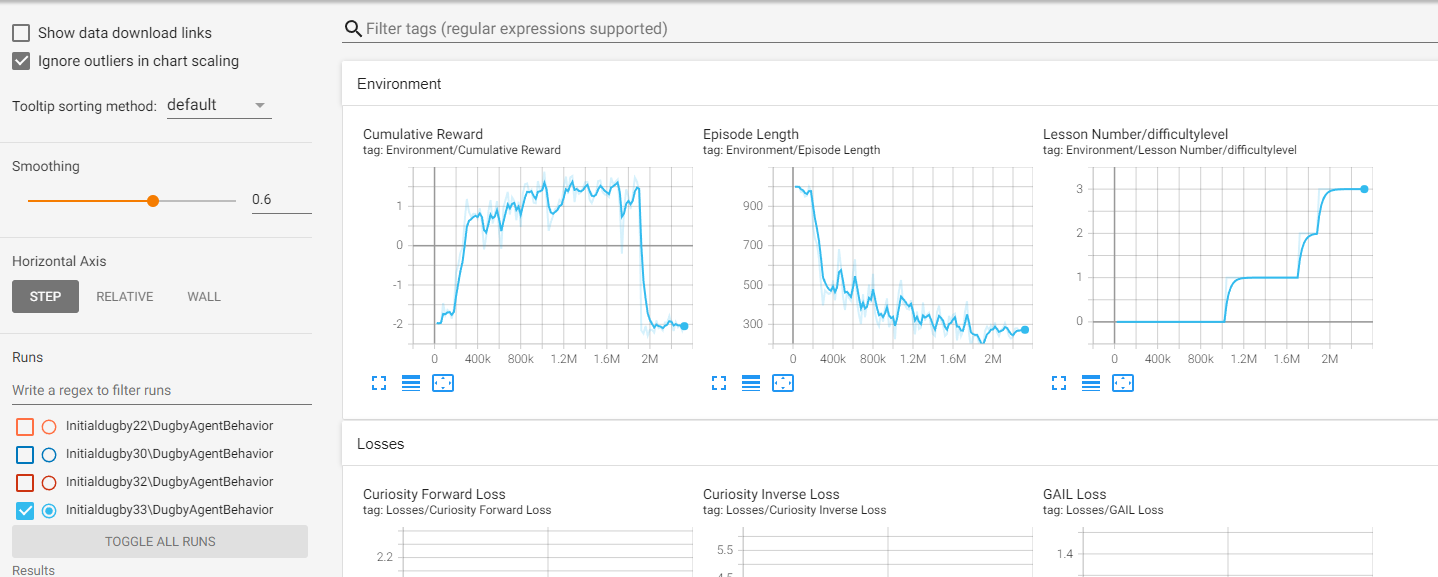 Show data download links
Ignore outliers in chart scaling
Tooltip sorting method: default
Smoothing
0.6
Horizontal Axis
STEP RELATIVE WALL
Runs
Write a regex to filter runs
Initialdugby22\DugbyAgentBehavior
Initialdugby30\DugbyAgentBehavior
Initialdugby32\DugbyAgentBehavior
Initialdugby33\DugbyAgentBehavior
TOGGLE ALL RUNS
Results
Filter tags (regular expressions supported)
Environment
Cumulative Reward
tag: Environment/Cumulative Reward
1
0
-1
-2
0 400k 800k 1.2M 1.6M 2M
Episode Length
tag: Environment/Episode Length
900
700
500
300
0 400k 800k 1.2M 1.6M 2M
Lesson Number/difficultylevel
tag: Environment/Lesson Number/difficultylevel
3
2
1
0
0 400k 800k 1.2M 1.6M 2M
Losses
Curiosity Forward Loss
tag: Losses/Curiosity Forward Loss
2.2
Curiosity Inverse Loss
tag: Losses/Curiosity Inverse Loss
5.5
4.5
GAIL Loss
tag: Losses/GAIL Loss
1.4